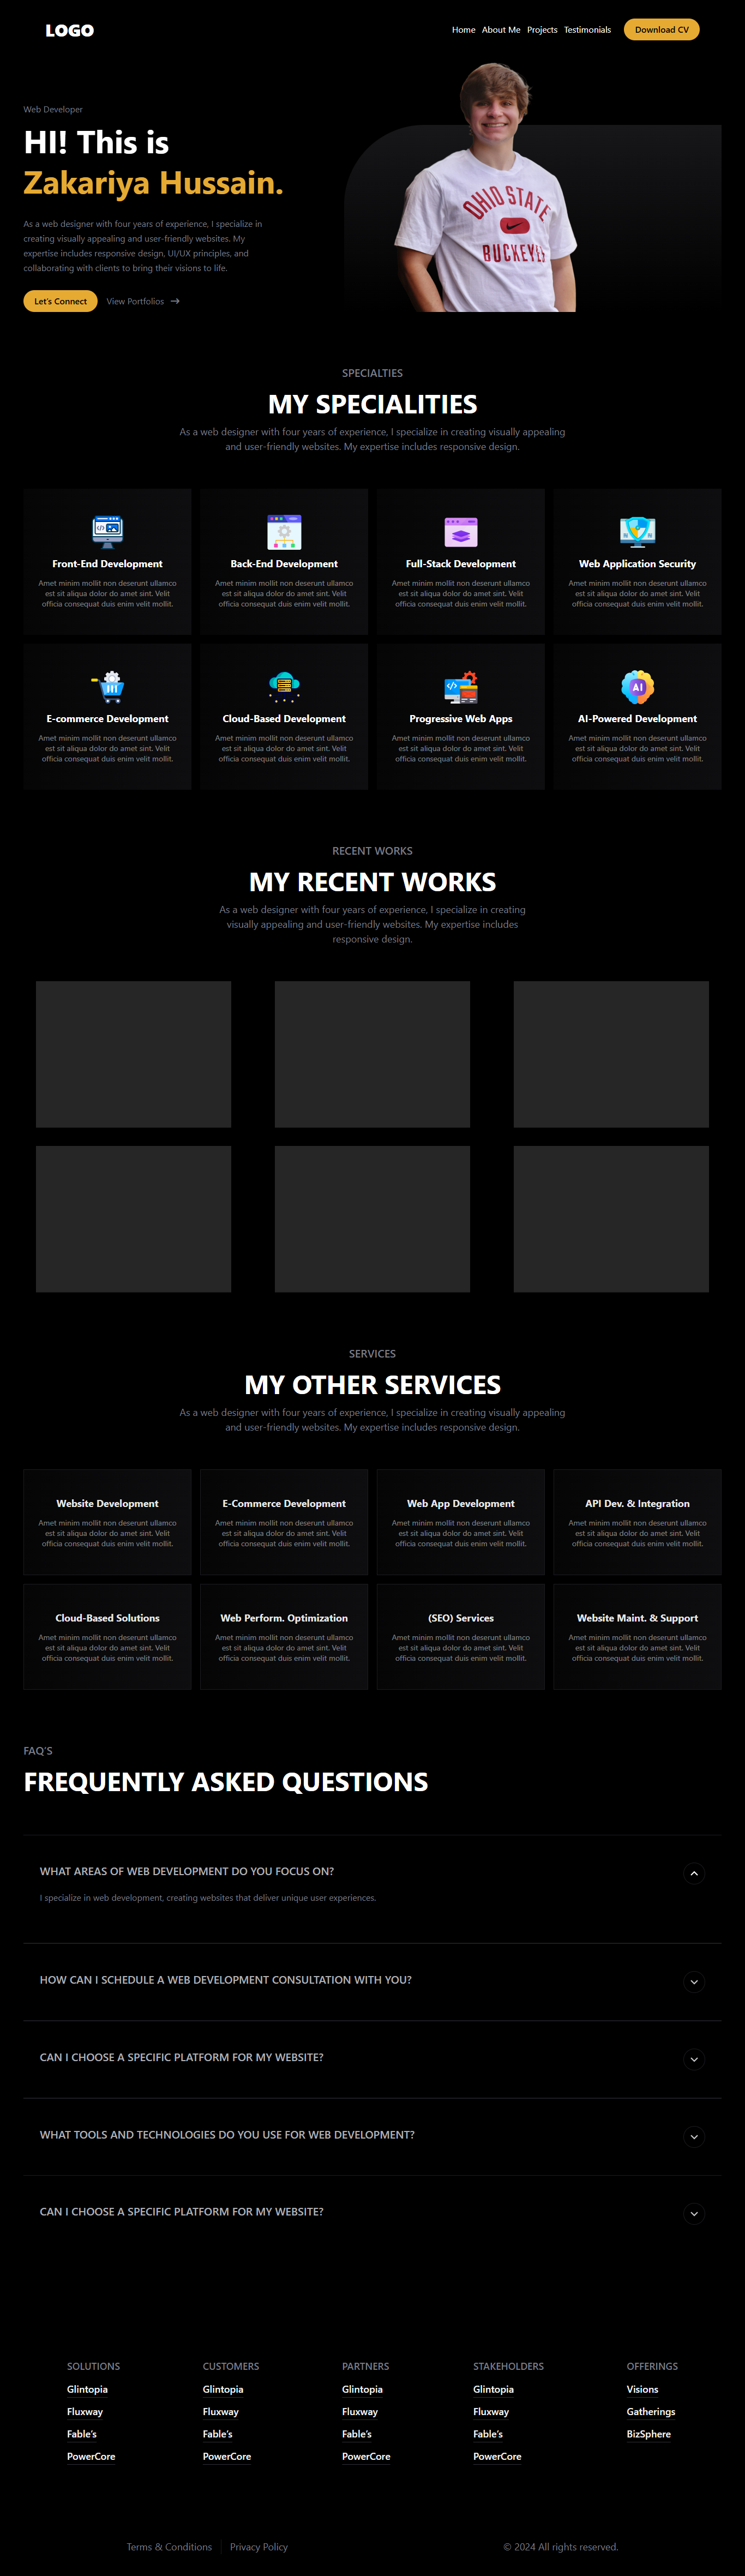 LOGO
Home About Me Projects Testimonials Download CV
Web Developer
HI! This is
Zakariya Hussain.
As a web designer with four years of experience, I specialize in
creating visually appealing and user-friendly websites. My
expertise includes responsive design, UI/UX principles, and
collaborating with clients to bring their visions to life.
Let's Connect View Portfolios
OHIO STATE
BUCKEYES
SPECIALTIES
MY SPECIALITIES
As a web designer with four years of experience, I specialize in creating visually appealing
and user-friendly websites. My expertise includes responsive design.
Front-End Development
Amet minim mollit non deserunt ullamco
est sit aliqua dolor do amet sint. Velit
officia consequat duis enim velit mollit.
Back-End Development
Amet minim mollit non deserunt ullamco
est sit aliqua dolor do amet sint. Velit
officia consequat duis enim velit mollit.
Full-Stack Development
Amet minim mollit non deserunt ullamco
est sit aliqua dolor do amet sint. Velit
officia consequat duis enim velit mollit.
Web Application Security
Amet minim mollit non deserunt ullamco
est sit aliqua dolor do amet sint. Velit
officia consequat duis enim velit mollit.
E-commerce Development
Amet minim mollit non deserunt ullamco
est sit aliqua dolor do amet sint. Velit
officia consequat duis enim velit mollit.
Cloud-Based Development
Amet minim mollit non deserunt ullamco
est sit aliqua dolor do amet sint. Velit
officia consequat duis enim velit mollit.
Progressive Web Apps
Amet minim mollit non deserunt ullamco
est sit aliqua dolor do amet sint. Velit
officia consequat duis enim velit mollit.
AI
AI-Powered Development
Amet minim mollit non deserunt ullamco
est sit aliqua dolor do amet sint. Velit
officia consequat duis enim velit mollit.
RECENT WORKS
MY RECENT WORKS
As a web designer with four years of experience, I specialize in creating
visually appealing and user-friendly websites. My expertise includes
responsive design.
SERVICES
MY OTHER SERVICES
As a web designer with four years of experience, I specialize in creating visually appealing
and user-friendly websites. My expertise includes responsive design.
Website Development
Amet minim mollit non deserunt ullamco
est sit aliqua dolor do amet sint. Velit
officia consequat duis enim velit mollit.
E-Commerce Development
Amet minim mollit non deserunt ullamco
est sit aliqua dolor do amet sint. Velit
officia consequat duis enim velit mollit.
Web App Development
Amet minim mollit non deserunt ullamco
est sit aliqua dolor do amet sint. Velit
officia consequat duis enim velit mollit.
API Dev. & Integration
Amet minim mollit non deserunt ullamco
est sit aliqua dolor do amet sint. Velit
officia consequat duis enim velit mollit.
Cloud-Based Solutions
Amet minim mollit non deserunt ullamco
est sit aliqua dolor do amet sint. Velit
officia consequat duis enim velit mollit.
Web Perform. Optimization
Amet minim mollit non deserunt ullamco
est sit aliqua dolor do amet sint. Velit
officia consequat duis enim velit mollit.
(SEO) Services
Amet minim mollit non deserunt ullamco
est sit aliqua dolor do amet sint. Velit
officia consequat duis enim velit mollit.
Website Maint. & Support
Amet minim mollit non deserunt ullamco
est sit aliqua dolor do amet sint. Velit
officia consequat duis enim velit mollit.
FAQ'S
FREQUENTLY ASKED QUESTIONS
WHAT AREAS OF WEB DEVELOPMENT DO YOU FOCUS ON?
I specialize in web development, creating websites that deliver unique user experiences.
HOW CAN I SCHEDULE A WEB DEVELOPMENT CONSULTATION WITH YOU?
CAN I CHOOSE A SPECIFIC PLATFORM FOR MY WEBSITE?
WHAT TOOLS AND TECHNOLOGIES DO YOU USE FOR WEB DEVELOPMENT?
CAN I CHOOSE A SPECIFIC PLATFORM FOR MY WEBSITE?
SOLUTIONS
Glintopia
Fluxway
Fable's
PowerCore
CUSTOMERS
Glintopia
Fluxway
Fable's
PowerCore
PARTNERS
Glintopia
Fluxway
Fable's
PowerCore
STAKEHOLDERS
Glintopia
Fluxway
Fable's
PowerCore
OFFERINGS
Visions
Gatherings
BizSphere
Terms & Conditions Privacy Policy © 2024 All rights reserved.